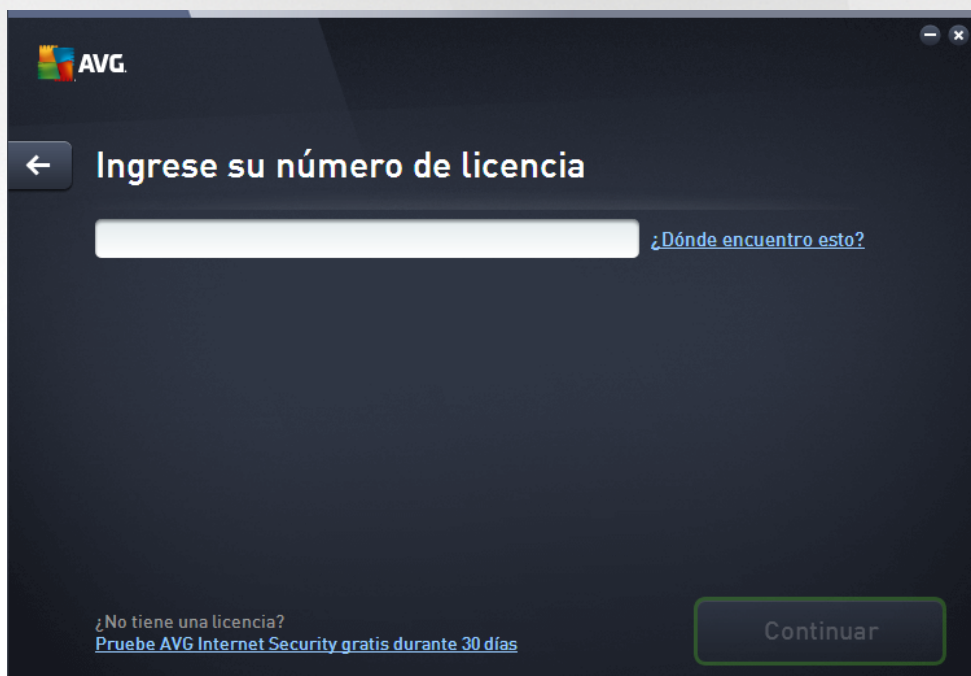 AVG.
Ingrese su número de licencia
¿Dónde encuentro esto?
¿No tiene una licencia?
Pruebe AVG Internet Security gratis durante 30 días
Continuar